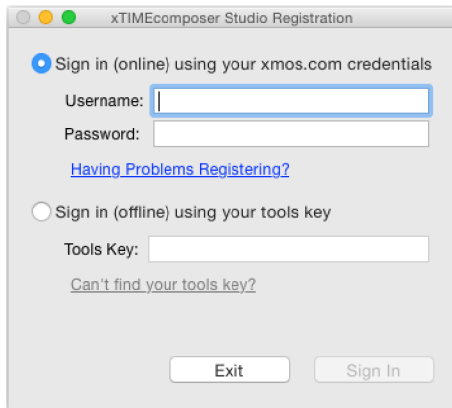 xTIMEcomposer Studio Registration
Sign in (online) using your xmos.com credentials
Username:
Password:
Having Problems Registering?
Sign in (offline) using your tools key
Tools Key:
Can't find your tools key?
Exit Sign In